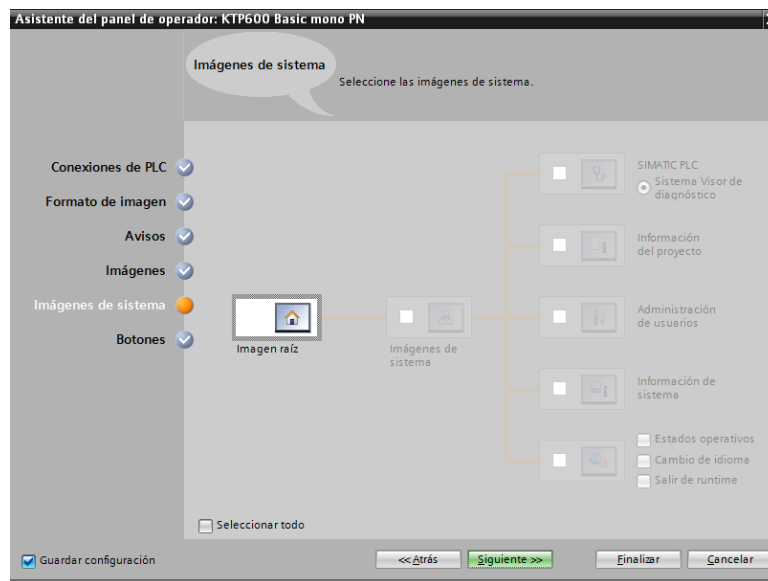 Asistente del panel de operador: KTP600 Basic mono PN
Imágenes de sistema
Seleccione las imágenes de sistema.
Conexiones de PLC
Formato de imagen
Avisos
Imágenes
Imágenes de sistema
Botones
Imagen raíz
Imágenes de
sistema
SIMATIC PLC
Sistema Visor de
diagnóstico
Información
del proyecto
Administración
de usuarios
Información de
sistema
Estados operativos
Cambio de idioma
Salir de runtime
Seleccionar todo
Guardar configuración
<< Atrás
Siguiente >>
Finalizar
Cancelar